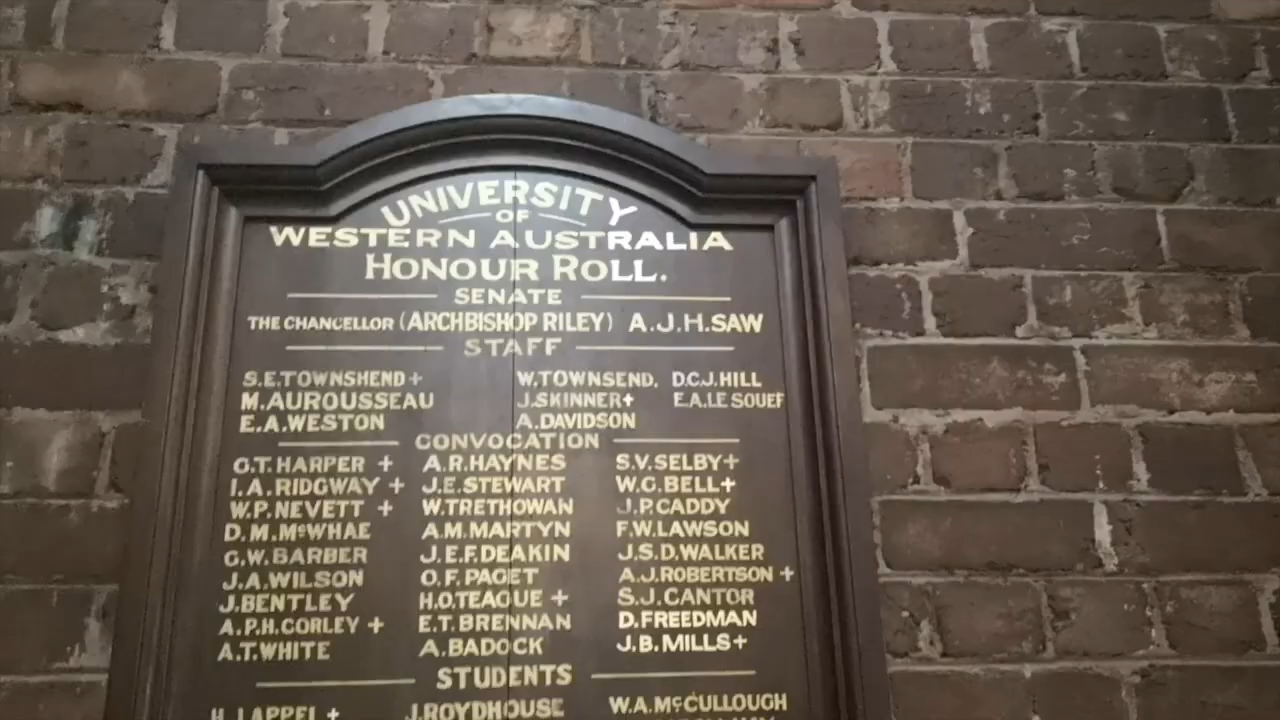 UNIVERSITY
OF
WESTERN AUSTRALIA
HONOUR ROLL.
SENATE
THE CHANCELLOR (ARCHBISHOP RILEY) A.J.H.SAW
STAFF
S.E.TOWNSHEND+ W.TOWNSEND. D.C.J.HILL
M.AUROUSSEAU J.SKINNER+ E.A.LE SOUEF
E.A.WESTON A.DAVIDSON
CONVOCATION
G.T.HARPER + A.R.HAYNES S.V.SELBY+
I.A.RIDGWAY + J.E.STEWART W.G.BELL+
W.P.NEVETT + W.TRETHOWAN J.P.CADDY
D.M.McWHAE A.M.MARTYN F.W.LAWSON
G.W.BARBER J.E.F.DEAKIN J.S.D.WALKER
J.A.WILSON O.F.PAGET A.J.ROBERTSON +
J.BENTLEY H.O.TEAGUE + S.J.CANTOR
A.P.H.CORLEY + E.T.BRENNAN D.FREEDMAN
A.T.WHITE A.BADOCK J.B.MILLS+
STUDENTS
H.LAPPEL + J.ROYDHOUSE W.A.McCULLOUGH